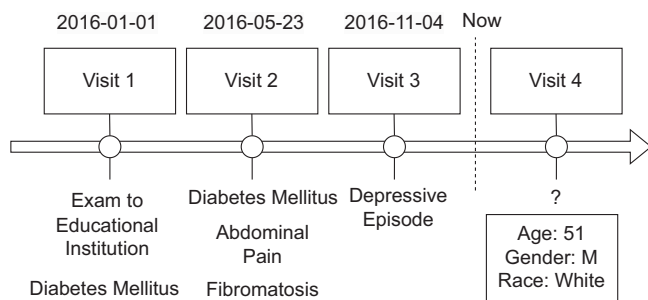 2016-01-01
2016-05-23
2016-11-04
Now
Visit 1
Visit 2
Visit 3
Visit 4
Exam to
Educational
Institution
Diabetes Mellitus
Diabetes Mellitus
Abdominal
Pain
Fibromatosis
Depressive
Episode
?
Age: 51
Gender: M
Race: White